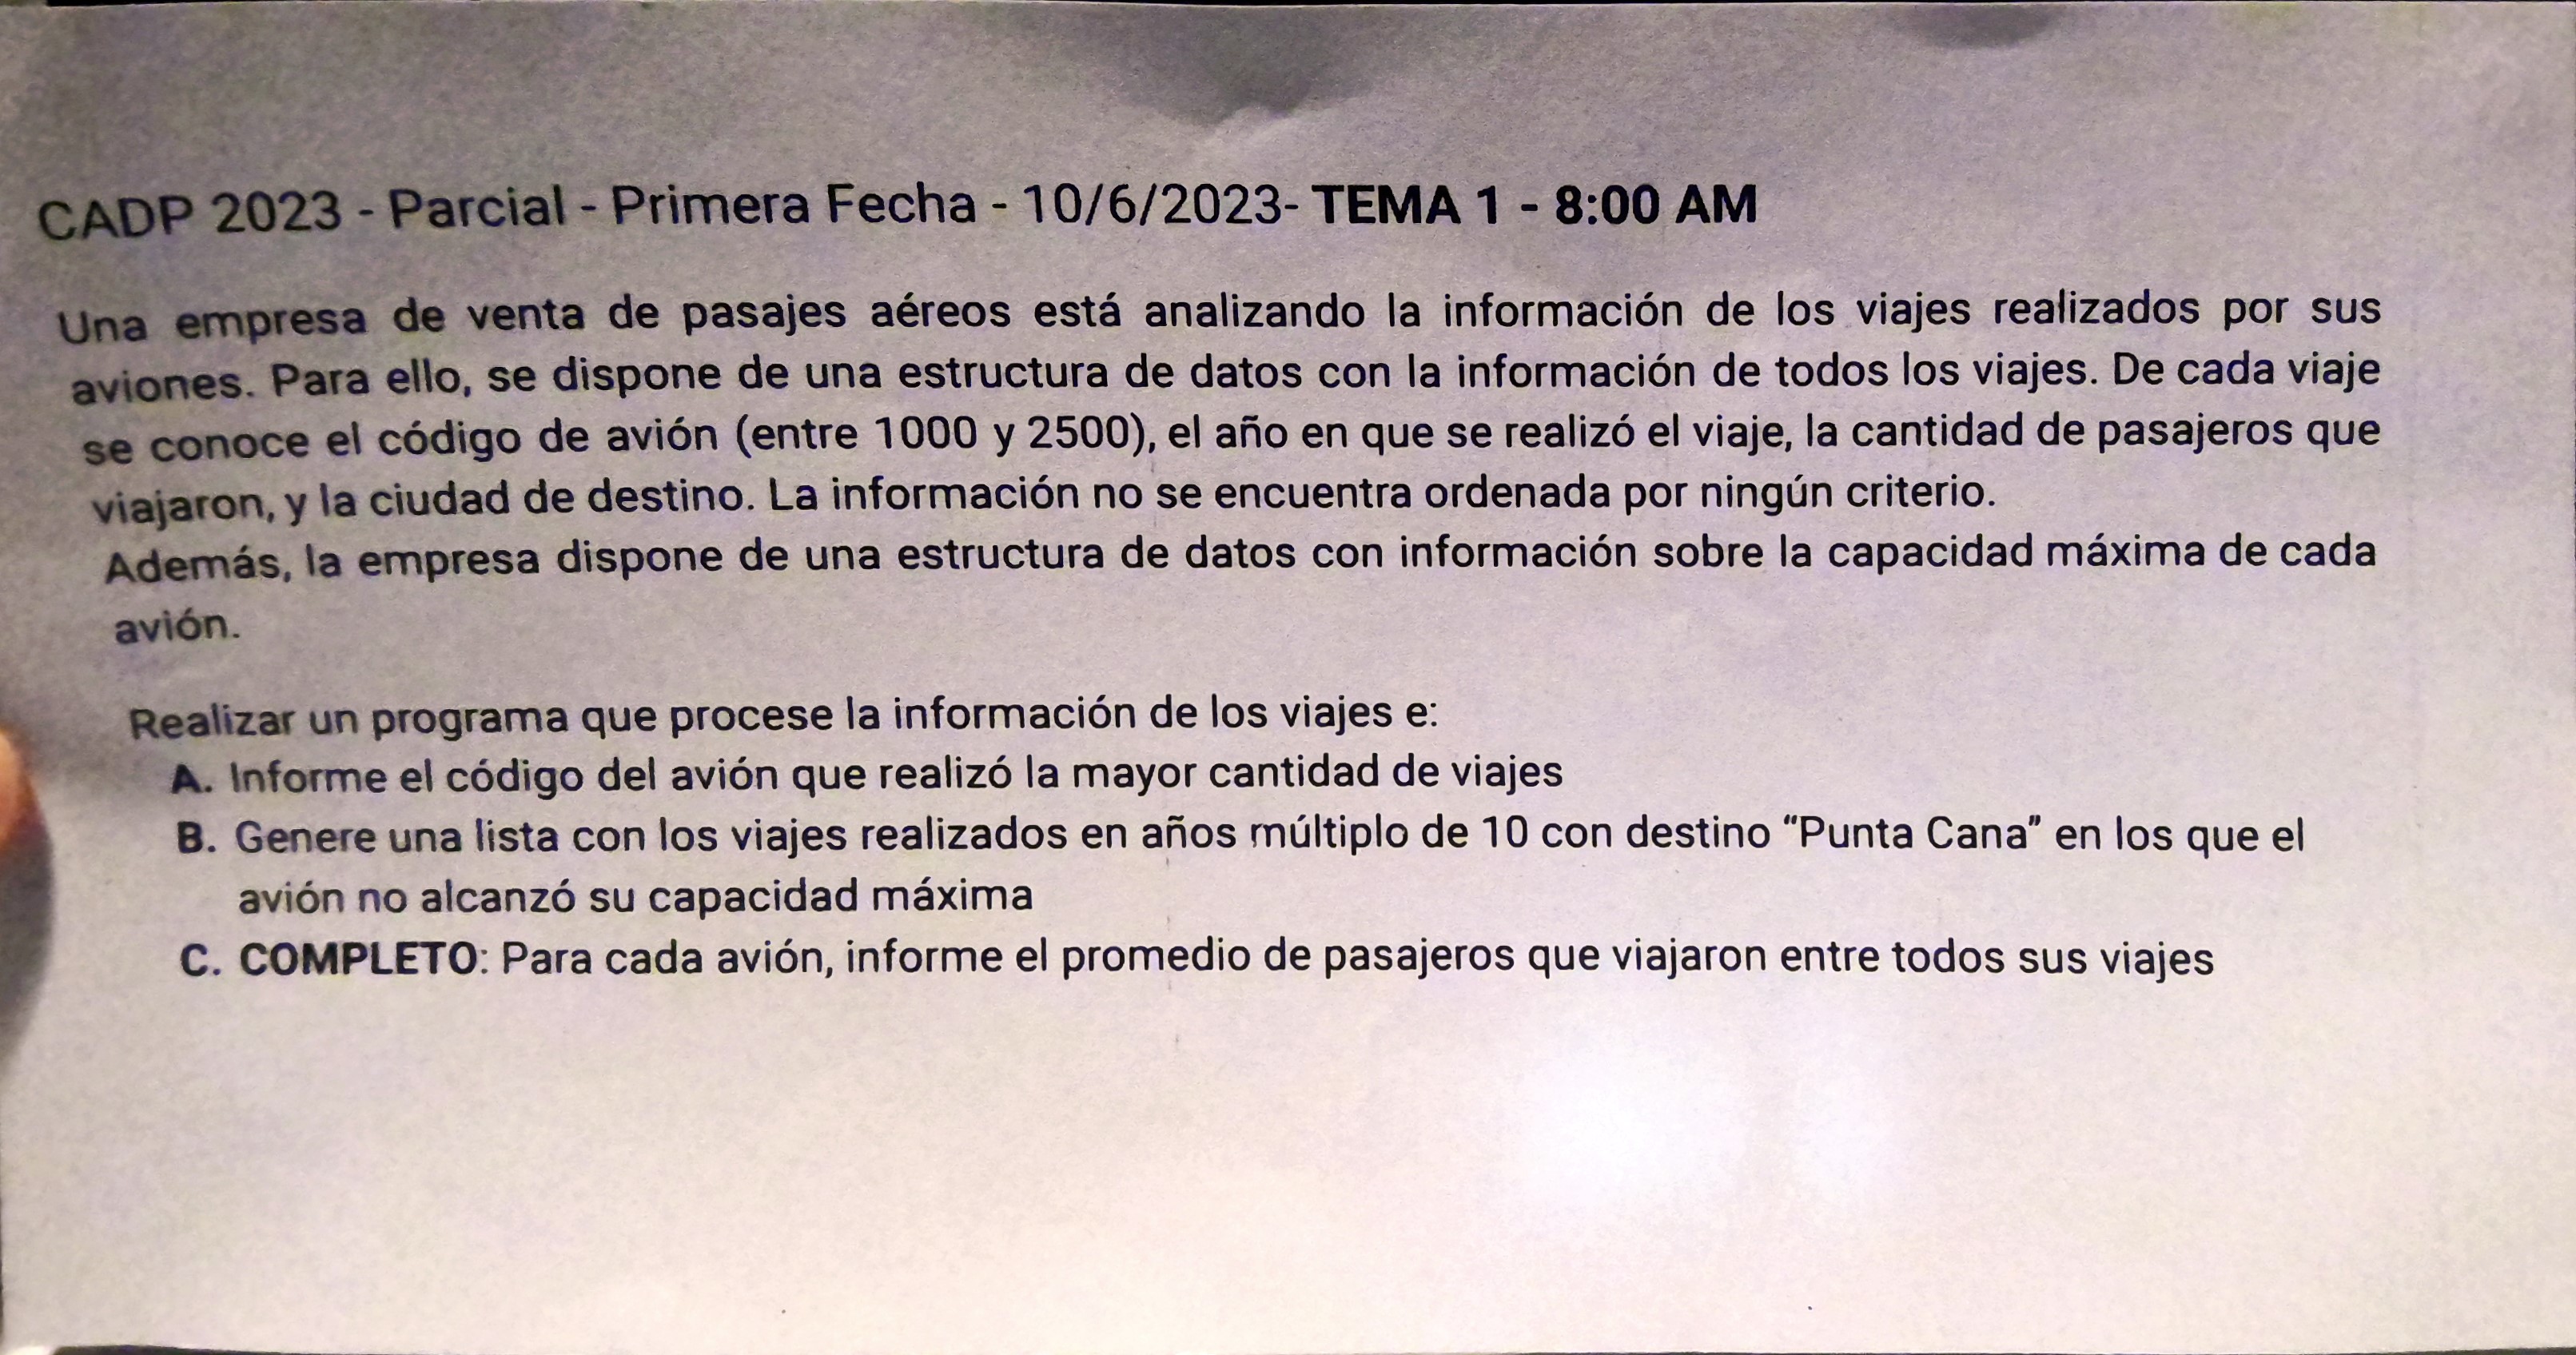 CADP 2023 - Parcial - Primera Fecha - 10/6/2023- TEMA 1 - 8:00 AM
Una empresa de venta de pasajes aéreos está analizando la información de los viajes realizados por sus
aviones. Para ello, se dispone de una estructura de datos con la información de todos los viajes. De cada viaje
se conoce el código de avión (entre 1000 y 2500), el año en que se realizó el viaje, la cantidad de pasajeros que
viajaron, y la ciudad de destino. La información no se encuentra ordenada por ningún criterio.
Además, la empresa dispone de una estructura de datos con información sobre la capacidad máxima de cada
avión.
Realizar un programa que procese la información de los viajes e:
A. Informe el código del avión que realizó la mayor cantidad de viajes
B. Genere una lista con los viajes realizados en años múltiplo de 10 con destino “Punta Cana” en los que el
avión no alcanzó su capacidad máxima
C. COMPLETO: Para cada avión, informe el promedio de pasajeros que viajaron entre todos sus viajes